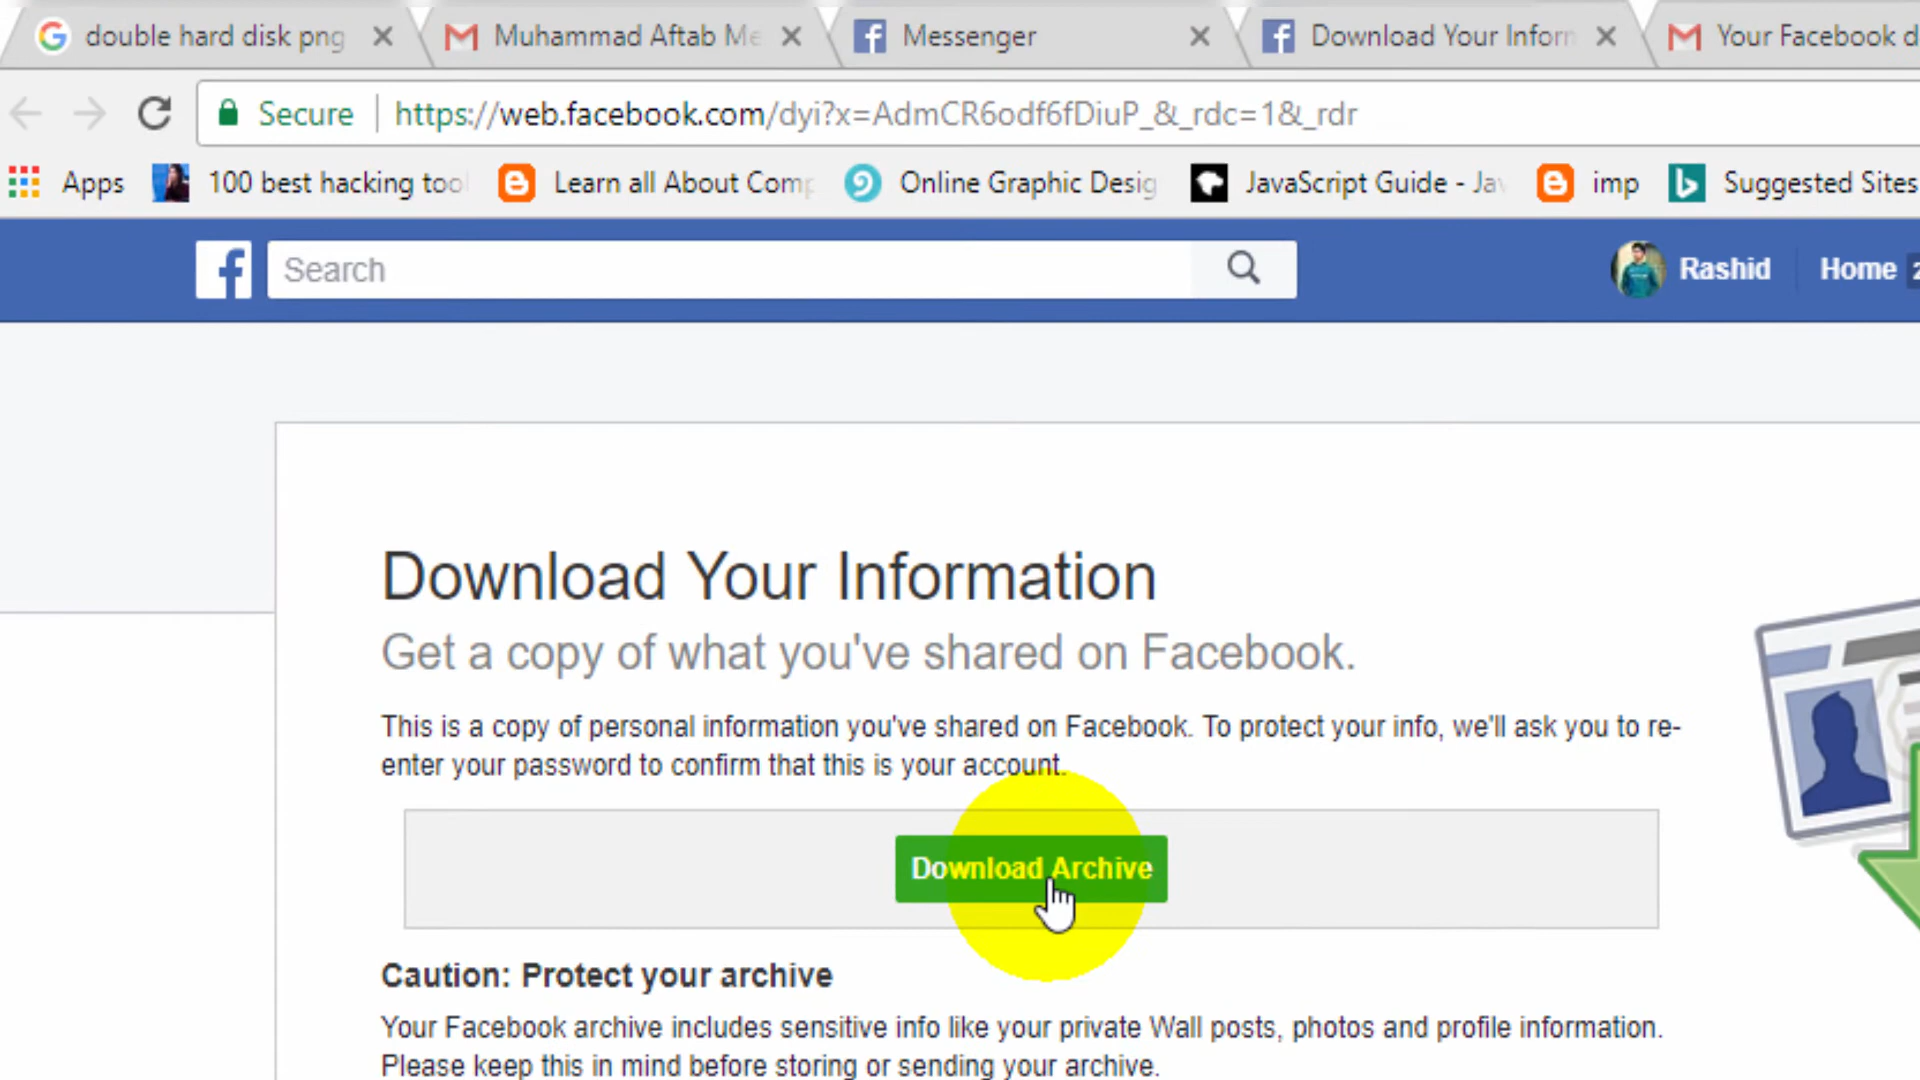 double hard disk png
Muhammad Aftab Me
Messenger
Download Your Inform
Your Facebook d
Secure
https://web.facebook.com/dyi?x=AdmCR6odf6fDiuP_&_rdc=1&_rdr
Apps
100 best hacking tool
Learn all About Comp
Online Graphic Desig
JavaScript Guide - Jav
imp
Suggested Sites
Search
Rashid
Home
Download Your Information
Get a copy of what you've shared on Facebook.
This is a copy of personal information you've shared on Facebook. To protect your info, we'll ask you to re-
enter your password to confirm that this is your account.
Download Archive
Caution: Protect your archive
Your Facebook archive includes sensitive info like your private Wall posts, photos and profile information.
Please keep this in mind before storing or sending your archive.